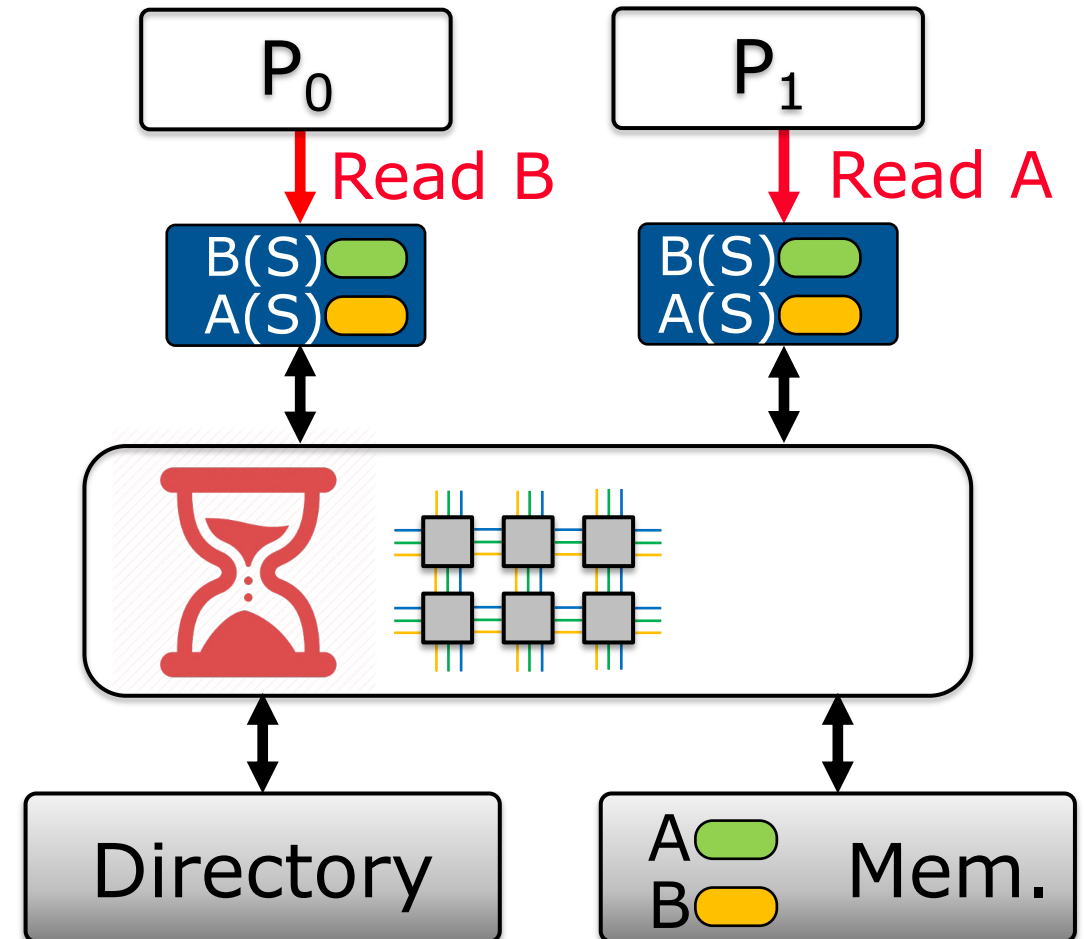 P₀
P₁
Read B
Read A
B(S)
A(S)
B(S)
A(S)
Directory
A
B
Mem.